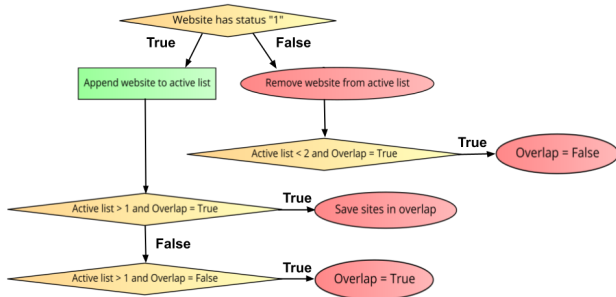 Website has status "1"
True
False
Append website to active list
Remove website from active list
Active list < 2 and Overlap = True
True
Overlap = False
Active list > 1 and Overlap = True
True
Save sites in overlap
False
Active list > 1 and Overlap = False
True
Overlap = True